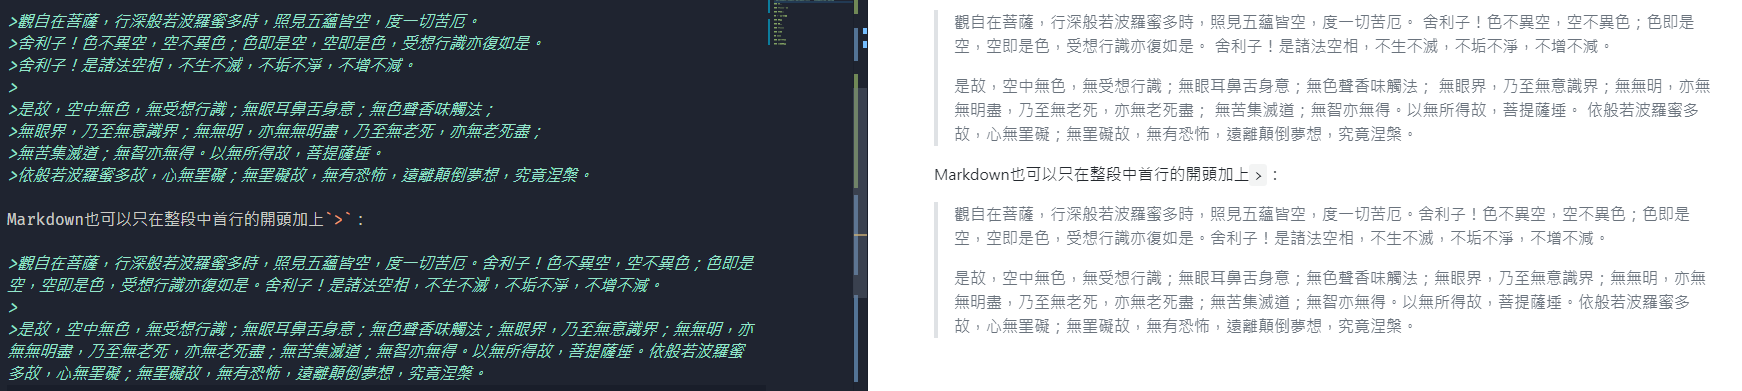 >觀自在菩薩，行深般若波羅蜜多時，照見五蘊皆空，度一切苦厄。
>舍利子！色不異空，空不異色；色即是空，空即是色，受想行識亦復如是。
>舍利子！是諸法空相，不生不滅，不垢不淨，不增不減。
>
>是故，空中無色，無受想行識；無眼耳鼻舌身意；無色聲香味觸法；
>無眼界，乃至無意識界；無無明，亦無無明盡，乃至無老死，亦無老死盡；
>無苦集滅道；無智亦無得。以無所得故，菩提薩埵。
>依般若波羅蜜多故，心無罣礙；無罣礙故，無有恐怖，遠離顛倒夢想，究竟涅槃。
Markdown也可以只在整段中首行的開頭加上`>`：
>觀自在菩薩，行深般若波羅蜜多時，照見五蘊皆空，度一切苦厄。舍利子！色不異空，空不異色；色即是
空，空即是色，受想行識亦復如是。舍利子！是諸法空相，不生不滅，不垢不淨，不增不減。
>
>是故，空中無色，無受想行識；無眼耳鼻舌身意；無色聲香味觸法；無眼界，乃至無意識界；無無明，亦
無無明盡，乃至無老死，亦無老死盡；無苦集滅道；無智亦無得。以無所得故，菩提薩埵。依般若波羅蜜
多故，心無罣礙；無罣礙故，無有恐怖，遠離顛倒夢想，究竟涅槃。
觀自在菩薩，行深般若波羅蜜多時，照見五蘊皆空，度一切苦厄。 舍利子！色不異空，空不異色；色即是
空，空即是色，受想行識亦復如是。 舍利子！是諸法空相，不生不滅，不垢不淨，不增不減。
是故，空中無色，無受想行識；無眼耳鼻舌身意；無色聲香味觸法； 無眼界，乃至無意識界；無無明，亦無
無明盡，乃至無老死，亦無老死盡； 無苦集滅道；無智亦無得。以無所得故，菩提薩埵。 依般若波羅蜜多
故，心無罣礙；無罣礙故，無有恐怖，遠離顛倒夢想，究竟涅槃。
Markdown也可以只在整段中首行的開頭加上 > ：
觀自在菩薩，行深般若波羅蜜多時，照見五蘊皆空，度一切苦厄。舍利子！色不異空，空不異色；色即是
空，空即是色，受想行識亦復如是。舍利子！是諸法空相，不生不滅，不垢不淨，不增不減。
是故，空中無色，無受想行識；無眼耳鼻舌身意；無色聲香味觸法；無眼界，乃至無意識界；無無明，亦無
無明盡，乃至無老死，亦無老死盡；無苦集滅道；無智亦無得。以無所得故，菩提薩埵。依般若波羅蜜多
故，心無罣礙；無罣礙故，無有恐怖，遠離顛倒夢想，究竟涅槃。